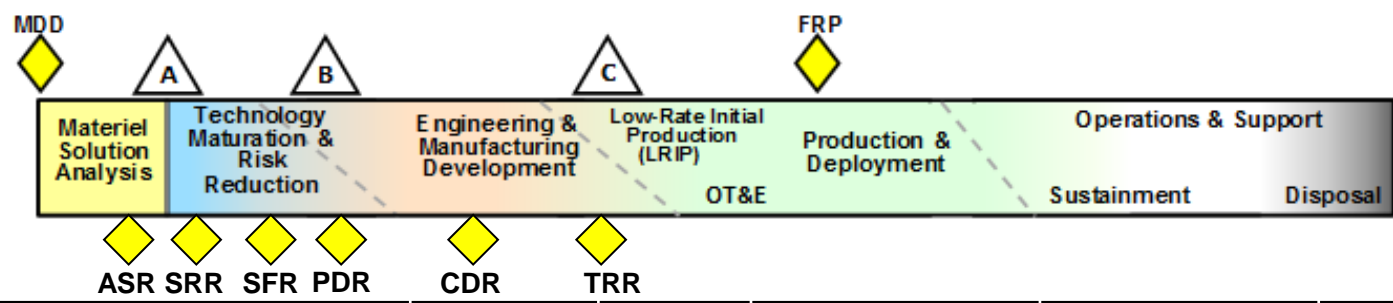 MDD
FRP
A
B
C
Materiel
Solution
Analysis
Technology
Maturation &
Risk
Reduction
Engineering &
Manufacturing
Development
Low-Rate Initial
Production
(LRIP)
OT&E
Production &
Deployment
Operations & Support
Sustainment
Disposal
ASR
SRR
SFR
PDR
CDR
TRR